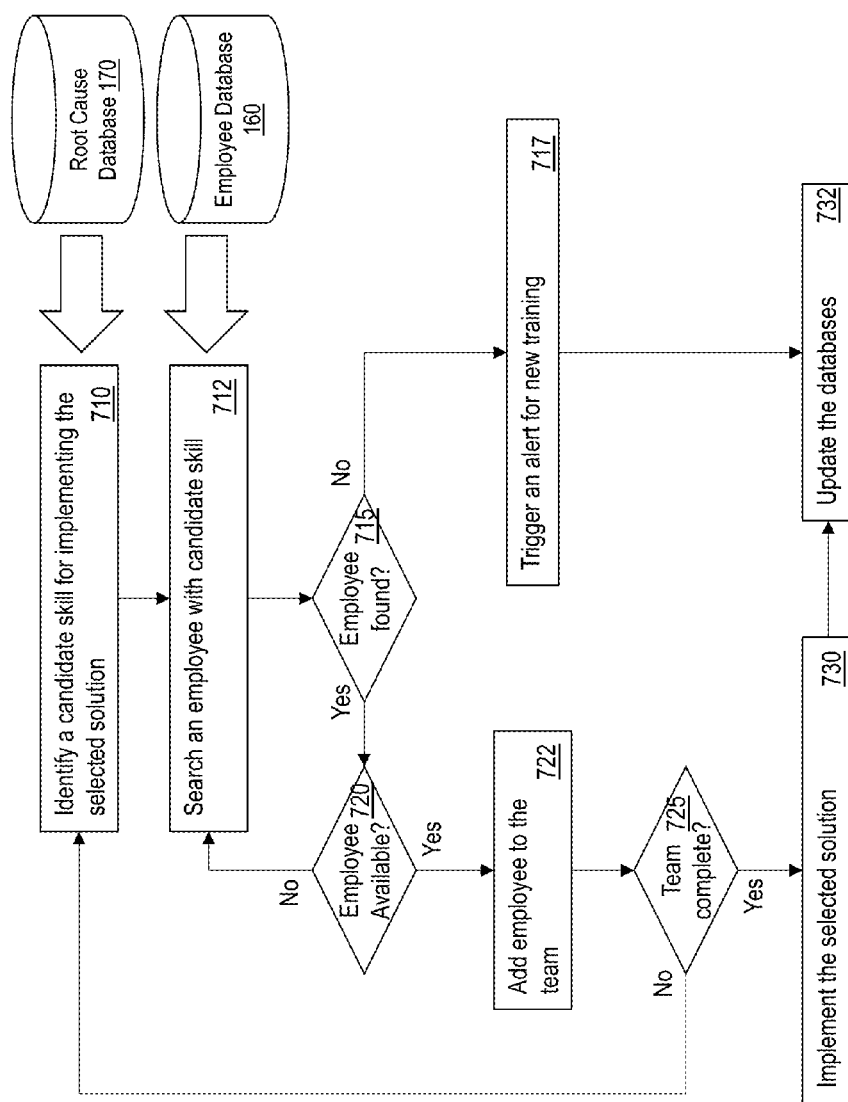 Root Cause
Database 170
Employee Database
160
Identify a candidate skill for implementing the
selected solution
710
Search an employee with candidate skill
712
Employee
715
found?
No
Yes
Trigger an alert for new training
717
Employee
720
Available?
No
Yes
Add employee to the
team
722
Team
725
complete?
No
Yes
Implement the selected solution
730
Update the databases
732